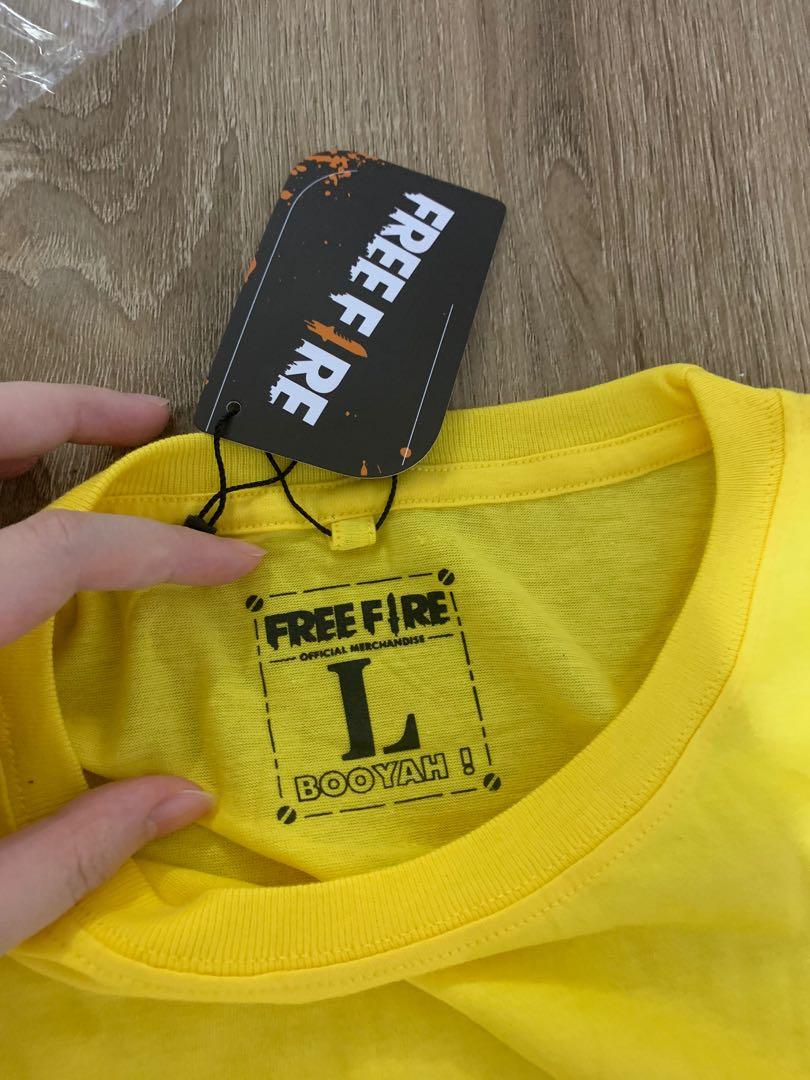 FREE FIRE
FREE FIRE
OFFICIAL MERCHANDISE
L
BOOYAH !